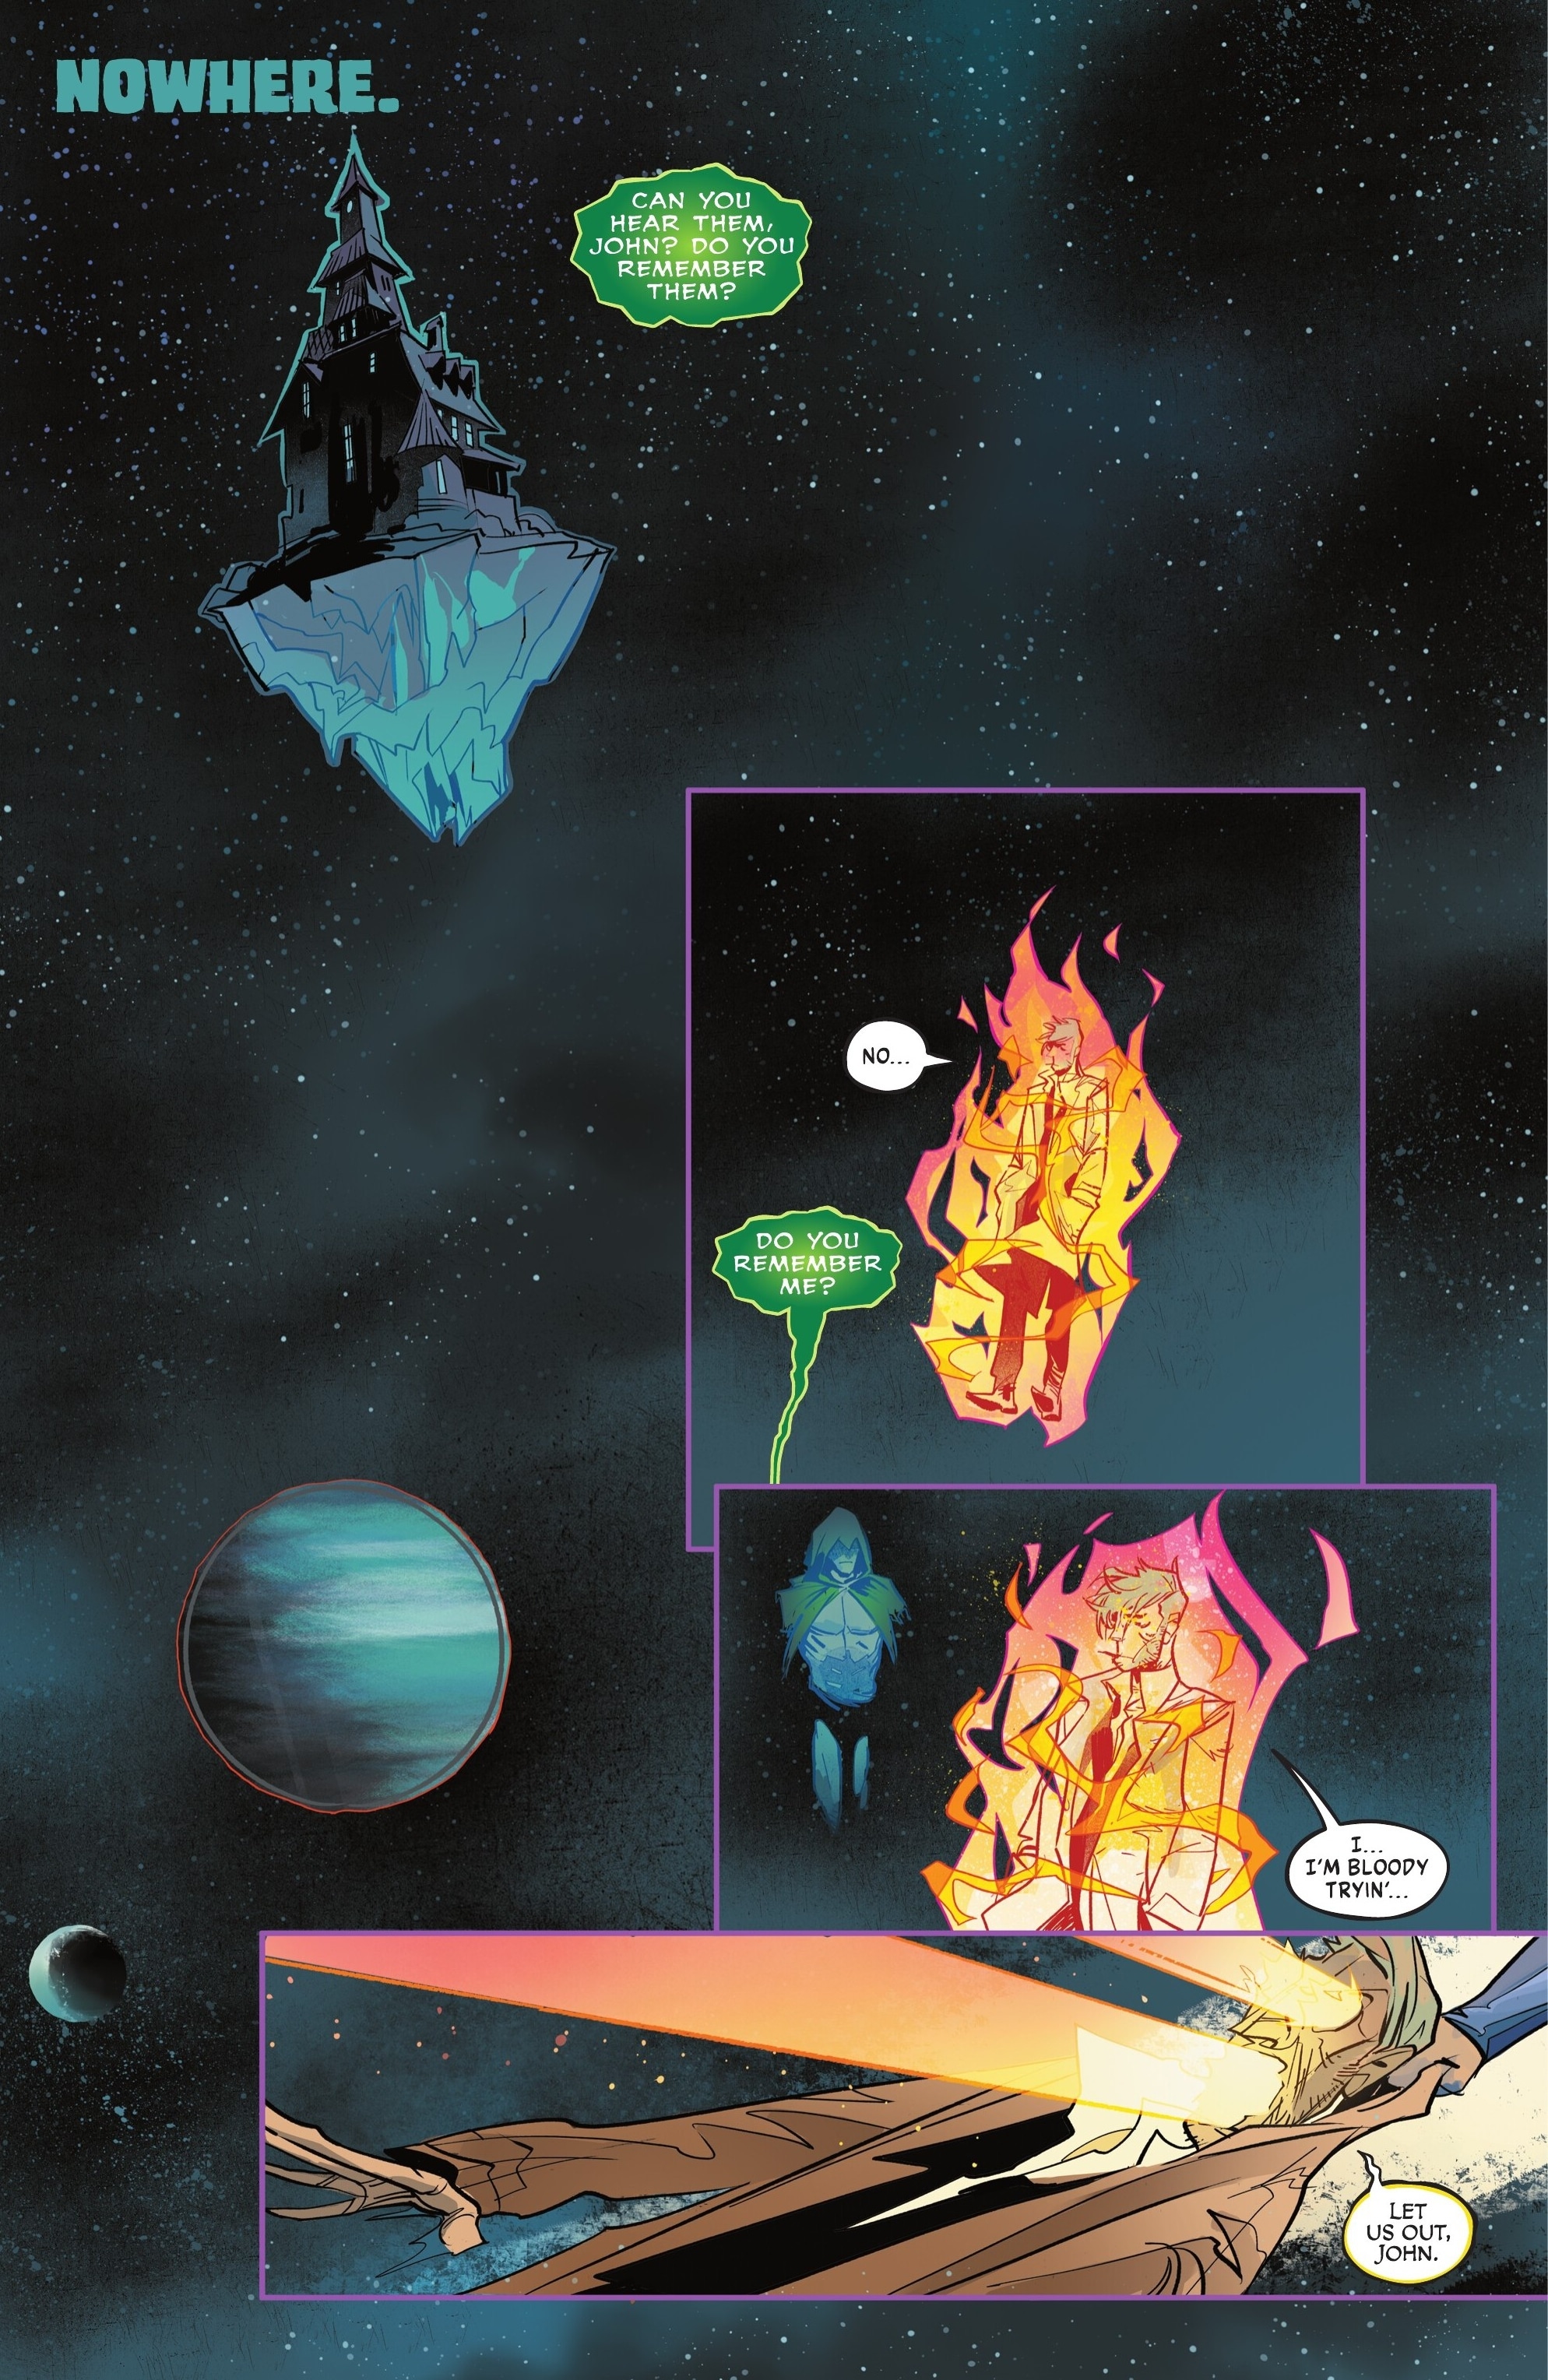 NOWHERE.
CAN YOU
HEAR THEM,
JOHN? DO YOU
REMEMBER
THEM?
NO...
DO YOU
REMEMBER
ME?
I...
I'M BLOODY
TRYIN'...
LET
US OUT,
JOHN.